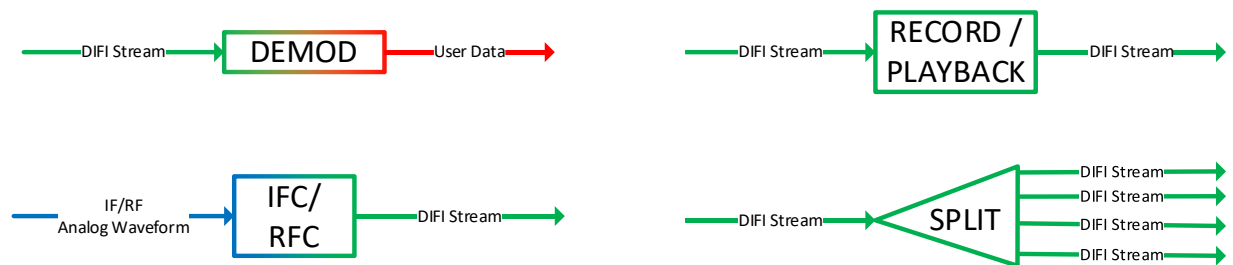 DIFI Stream
DEMOD
User Data
DIFI Stream
RECORD /
PLAYBACK
DIFI Stream
IF/RF
Analog Waveform
IFC/
RFC
DIFI Stream
DIFI Stream
SPLIT
DIFI Stream
DIFI Stream
DIFI Stream
DIFI Stream